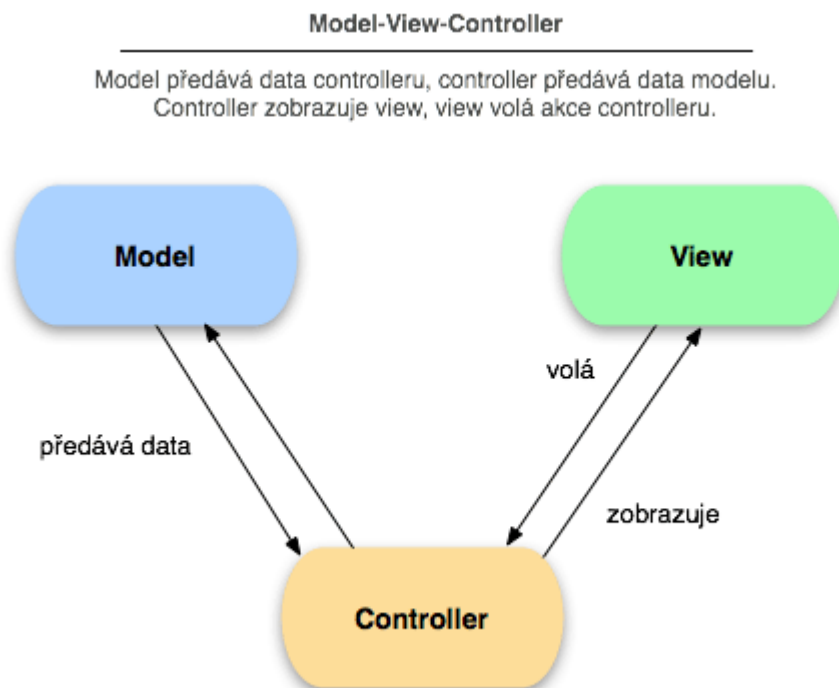 Model-View-Controller
Model předává data controlleru, controller předává data modelu.
Controller zobrazuje view, view volá akce controlleru.
Model
View
volá
předává data
zobrazuje
Controller